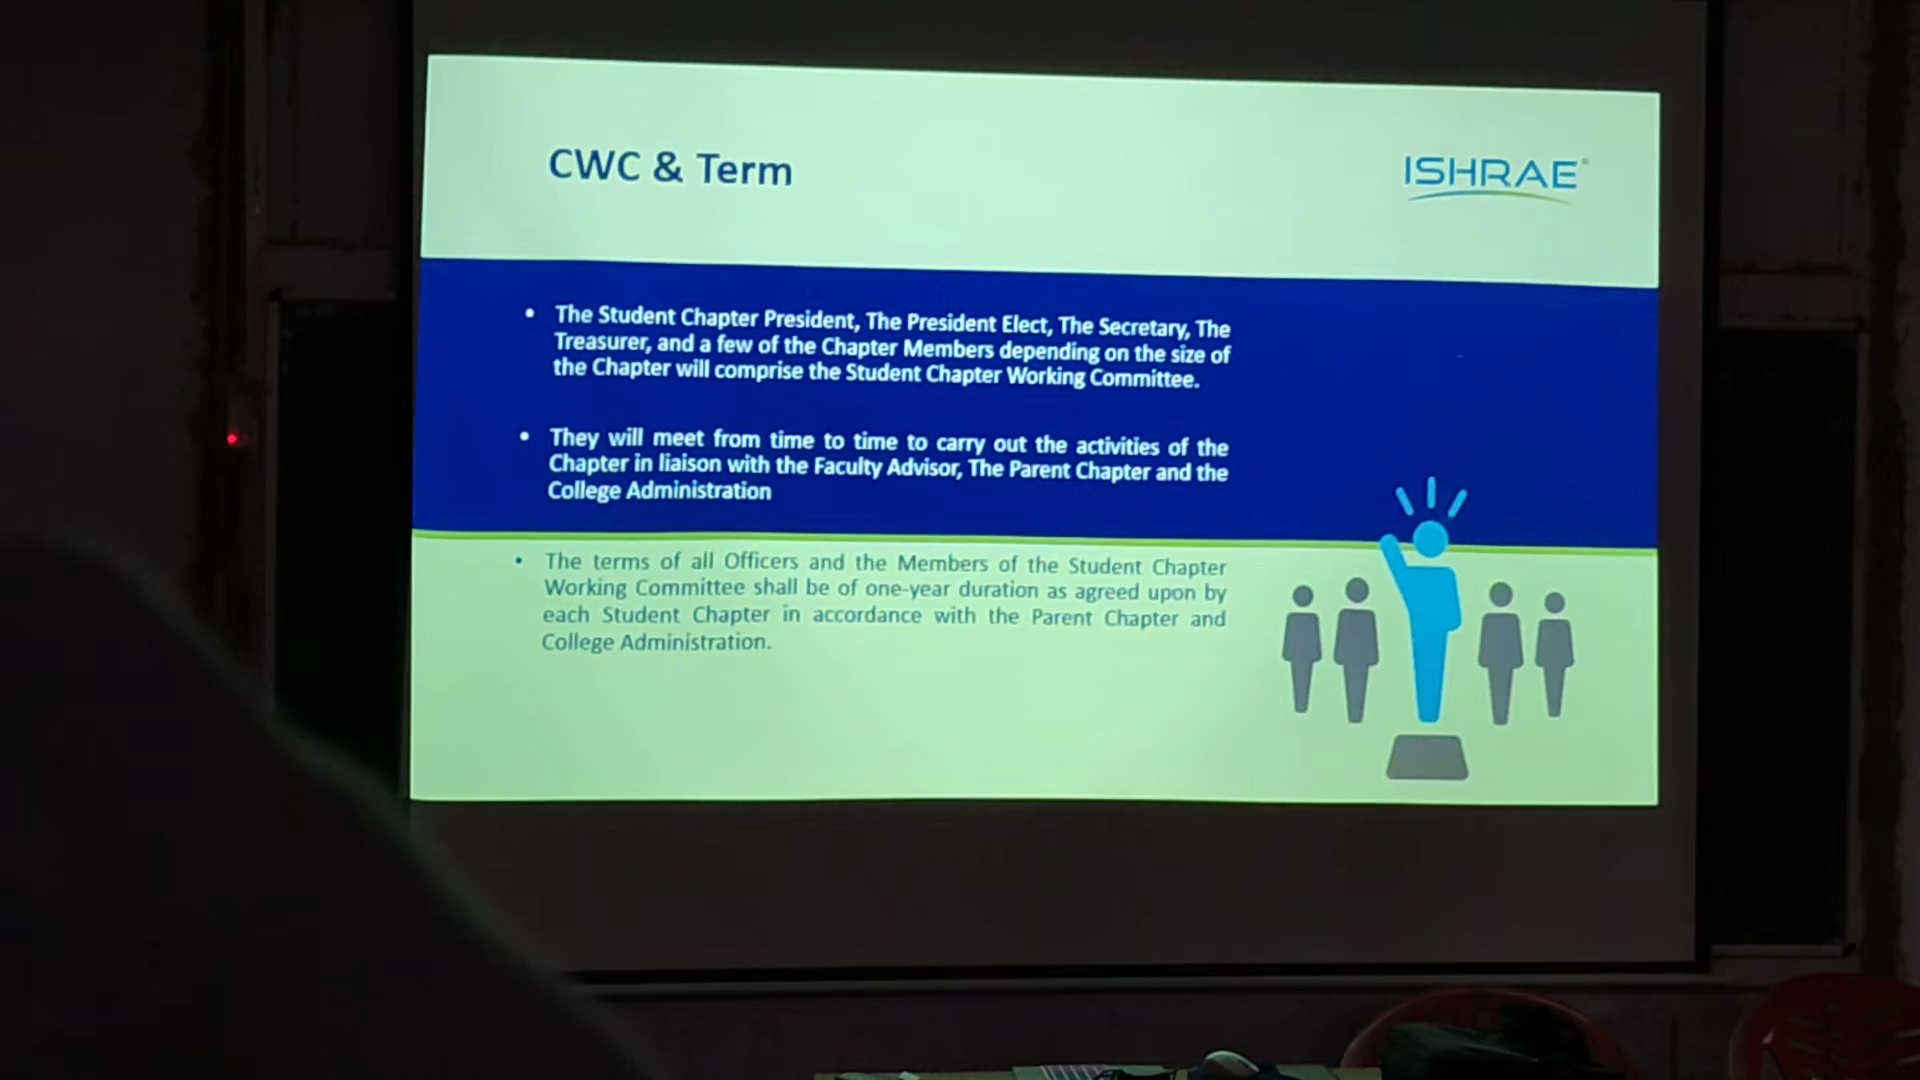 CWC & Term
ISHRAE®
• The Student Chapter President, The President Elect, The Secretary, The
Treasurer, and a few of the Chapter Members depending on the size of
the Chapter will comprise the Student Chapter Working Committee.
• They will meet from time to time to carry out the activities of the
Chapter in liaison with the Faculty Advisor, The Parent Chapter and the
College Administration
• The terms of all Officers and the Members of the Student Chapter
Working Committee shall be of one-year duration as agreed upon by
each Student Chapter in accordance with the Parent Chapter and
College Administration.